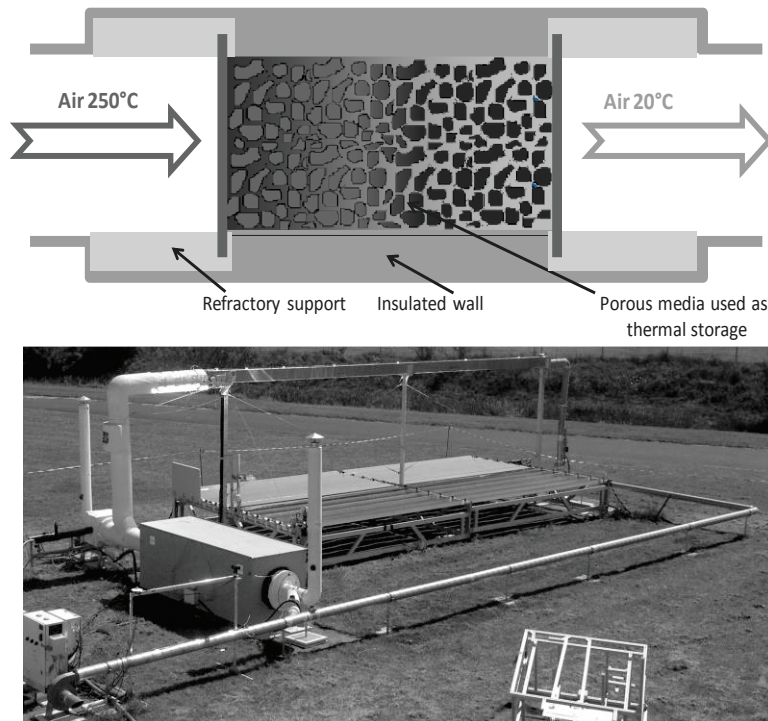 Air 250°C
Air 20°C
Refractory support
Insulated wall
Porous media used as
thermal storage